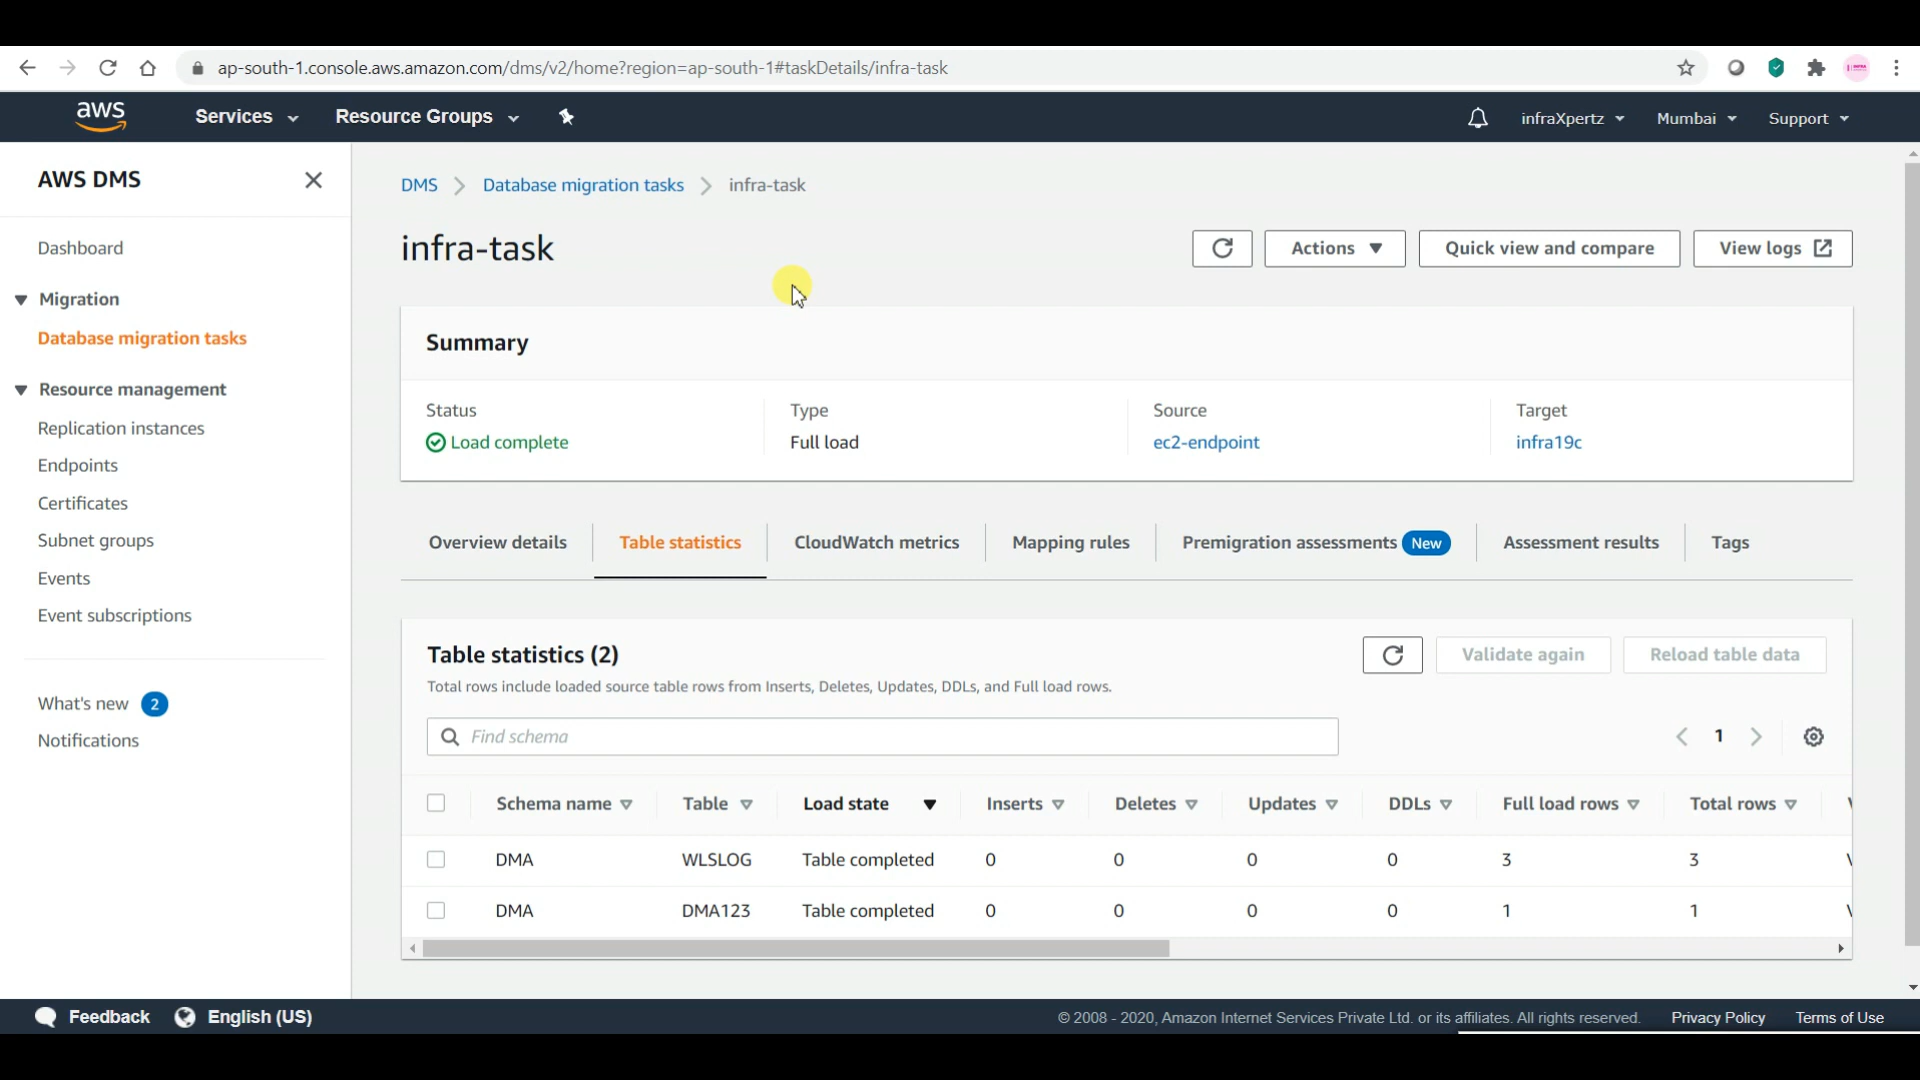 ap-south-1.console.aws.amazon.com/dms/v2/home?region=ap-south-1#taskDetails/infra-task
aws Services Resource Groups infraXpertz Mumbai Support
AWS DMS
Dashboard
Migration
Database migration tasks
Resource management
Replication instances
Endpoints
Certificates
Subnet groups
Events
Event subscriptions
What's new 2
Notifications
DMS Database migration tasks infra-task
infra-task Actions Quick view and compare View logs
Summary
Status Type Source Target
Load complete Full load ec2-endpoint infra19c
Overview details Table statistics CloudWatch metrics Mapping rules Premigration assessments New Assessment results Tags
Table statistics (2) Validate again Reload table data
Total rows include loaded source table rows from Inserts, Deletes, Updates, DDLs, and Full load rows.
Find schema 1
Schema name Table Load state Inserts Deletes Updates DDLs Full load rows Total rows
DMA WLSLOG Table completed 0 0 0 0 3 3
DMA DMA123 Table completed 0 0 0 0 1 1
Feedback English (US) © 2008 - 2020, Amazon Internet Services Private Ltd. or its affiliates. All rights reserved. Privacy Policy Terms of Use